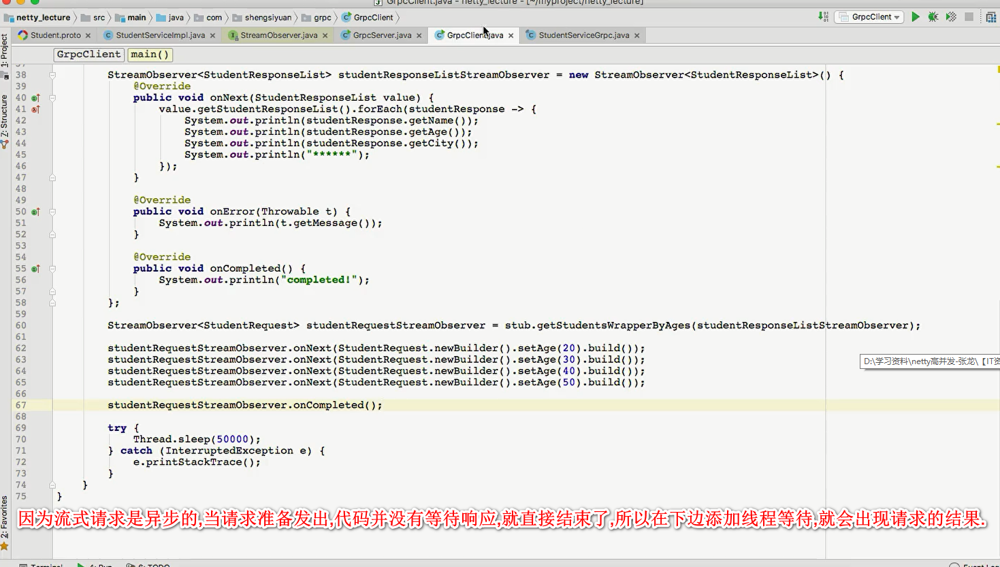 GrpcClient.java - netty_lecture - [~/myproject/netty_lecture]
netty_lecture src main java com shengsiyuan grpc GrpcClient
GrpcClient
Student.proto StudentServiceImpl.java StreamObserver.java GrpcServer.java GrpcClient.java StudentServiceGrpc.java
1: Project
Z: Structure
2: Favorites
GrpcClient main()
37
38 StreamObserver<StudentResponseList> studentResponseListStreamObserver = new StreamObserver<StudentResponseList>() {
39 @Override
40 public void onNext(StudentResponseList value) {
41 value.getStudentResponseList().forEach(studentResponse -> {
42 System.out.println(studentResponse.getName());
43 System.out.println(studentResponse.getAge());
44 System.out.println(studentResponse.getCity());
45 System.out.println("******");
46 });
47 }
48
49 @Override
50 public void onError(Throwable t) {
51 System.out.println(t.getMessage());
52 }
53
54 @Override
55 public void onCompleted() {
56 System.out.println("completed!");
57 }
58 };
59
60 StreamObserver<StudentRequest> studentRequestStreamObserver = stub.getStudentsWrapperByAges(studentResponseListStreamObserver);
61
62 studentRequestStreamObserver.onNext(StudentRequest.newBuilder().setAge(20).build());
63 studentRequestStreamObserver.onNext(StudentRequest.newBuilder().setAge(30).build());
64 studentRequestStreamObserver.onNext(StudentRequest.newBuilder().setAge(40).build());
65 studentRequestStreamObserver.onNext(StudentRequest.newBuilder().setAge(50).build());
66
67 studentRequestStreamObserver.onCompleted();
68
69 try {
70 Thread.sleep(50000);
71 } catch (InterruptedException e) {
72 e.printStackTrace();
73 }
74 }
75 }
D:\学习资料\netty高并发-张龙\【IT资
因为流式请求是异步的,当请求准备发出,代码并没有等待响应,就直接结束了,所以在下边添加线程等待,就会出现请求的结果.
Terminal 4: Run 6: TODO Event Log